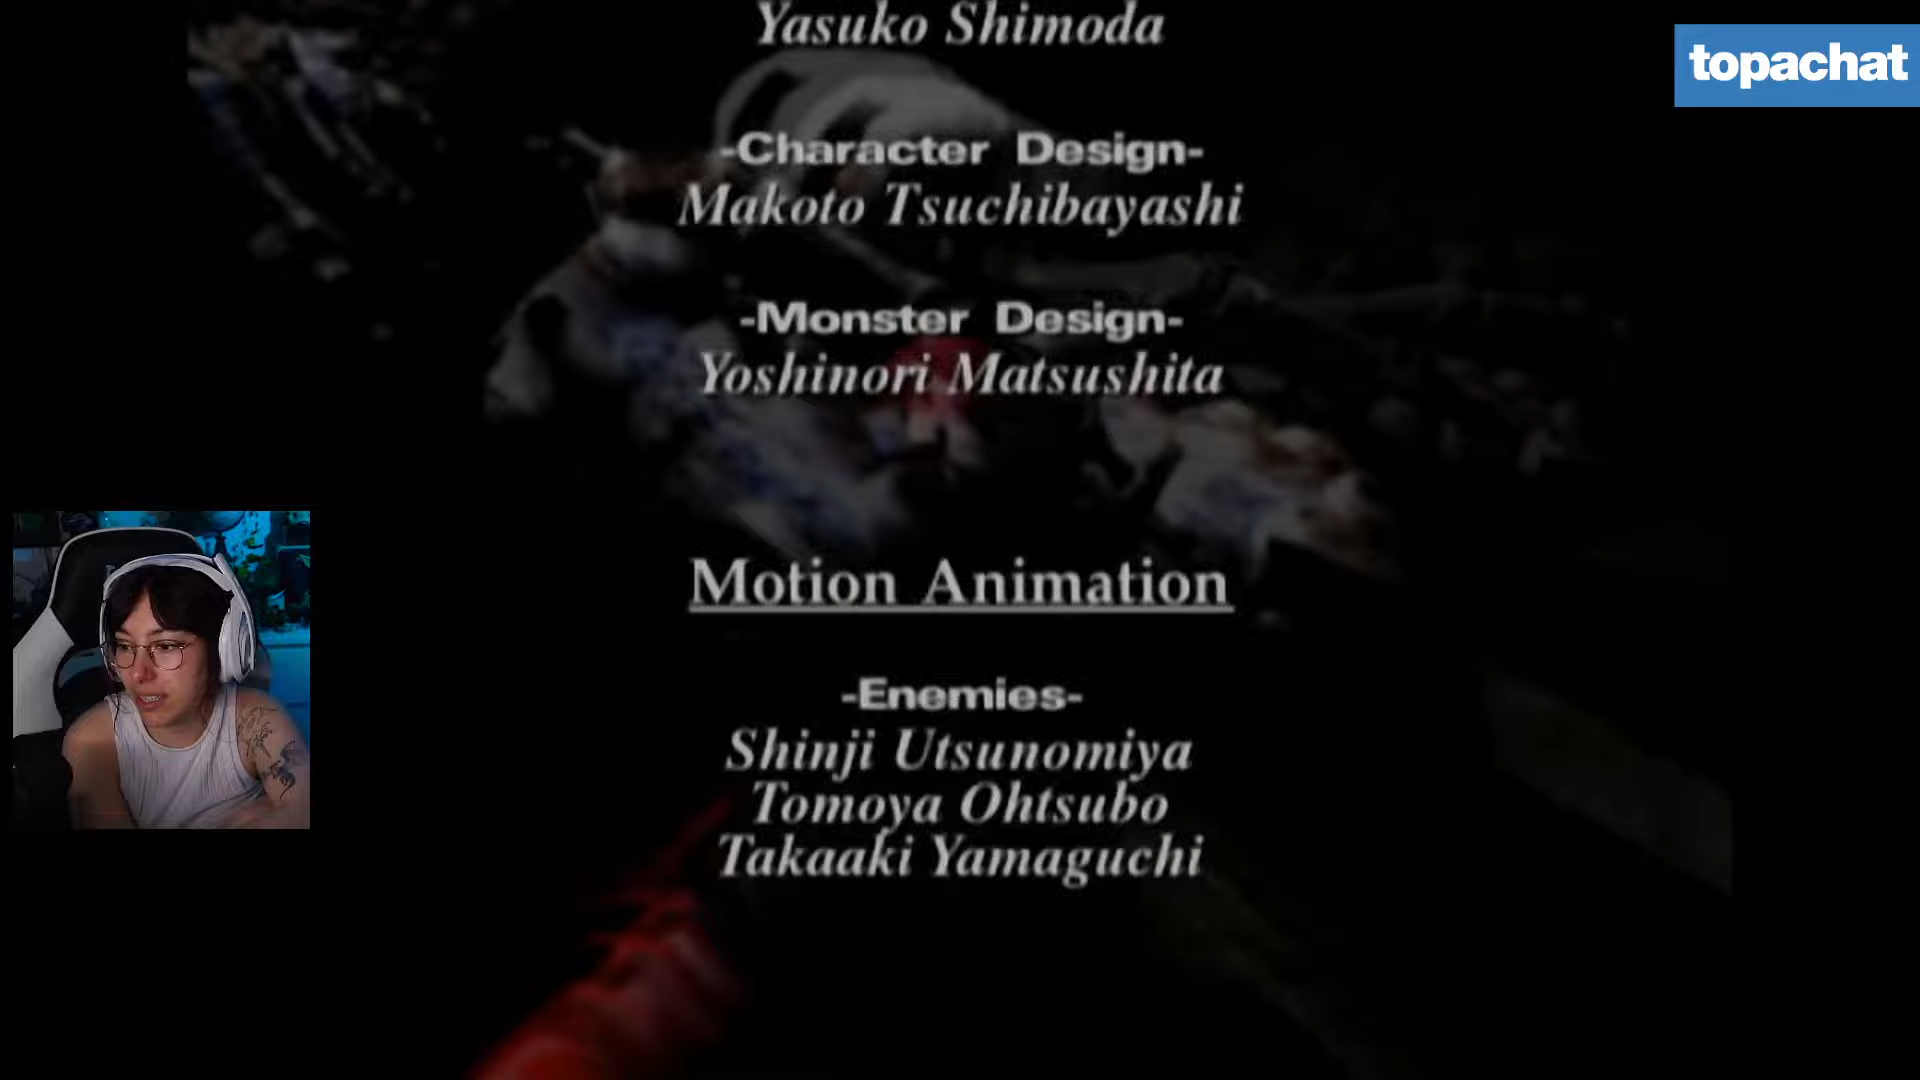 Yasuko Shimoda
topachat
-Character Design-
Makoto Tsuchibayashi
-Monster Design-
Yoshinori Matsushita
Motion Animation
-Enemies-
Shinji Utsunomiya
Tomoya Ohtsubo
Takaaki Yamaguchi